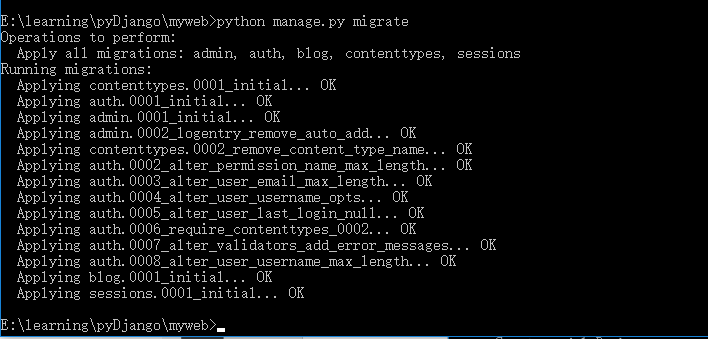 E:\learning\pyDjango\myweb>python manage.py migrate
Operations to perform:
  Apply all migrations: admin, auth, blog, contenttypes, sessions
Running migrations:
  Applying contenttypes.0001_initial... OK
  Applying auth.0001_initial... OK
  Applying admin.0001_initial... OK
  Applying admin.0002_logentry_remove_auto_add... OK
  Applying contenttypes.0002_remove_content_type_name... OK
  Applying auth.0002_alter_permission_name_max_length... OK
  Applying auth.0003_alter_user_email_max_length... OK
  Applying auth.0004_alter_user_username_opts... OK
  Applying auth.0005_alter_user_last_login_null... OK
  Applying auth.0006_require_contenttypes_0002... OK
  Applying auth.0007_alter_validators_add_error_messages... OK
  Applying auth.0008_alter_user_username_max_length... OK
  Applying blog.0001_initial... OK
  Applying sessions.0001_initial... OK
E:\learning\pyDjango\myweb>